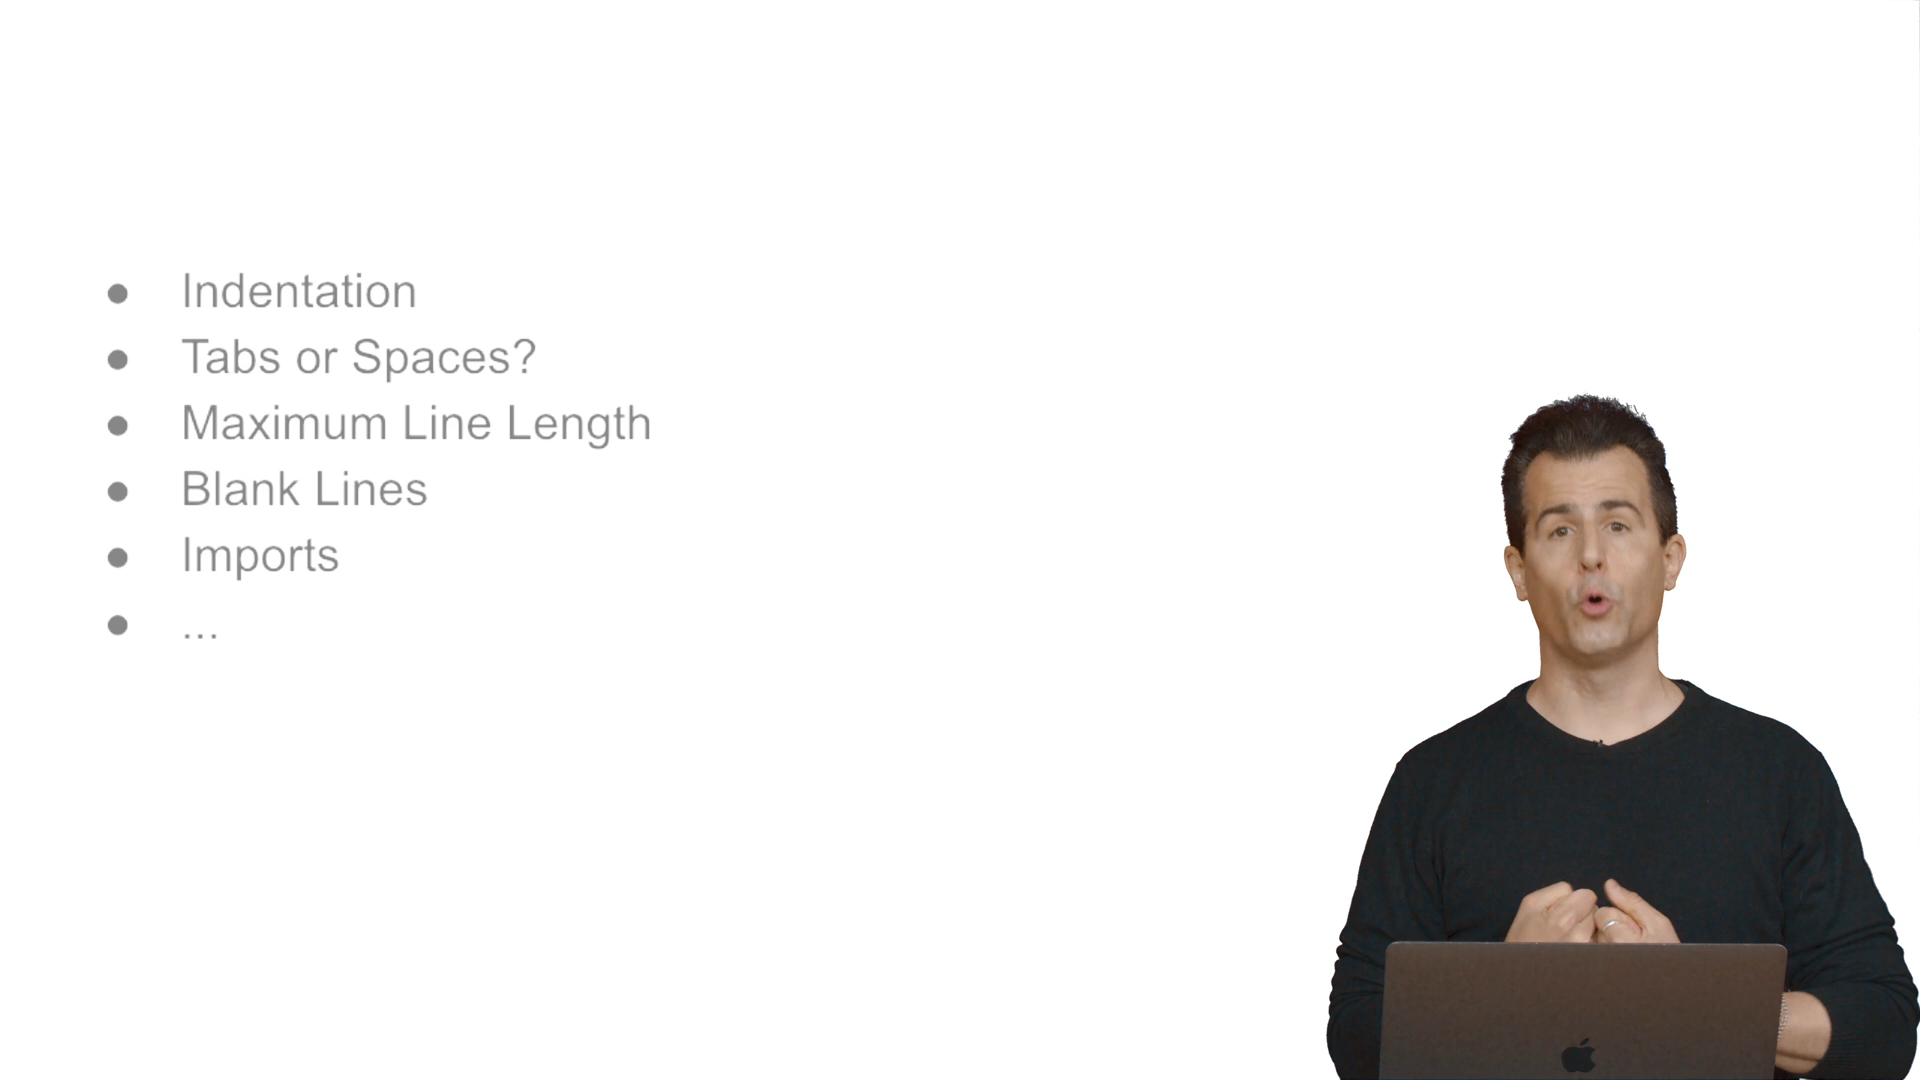 Indentation
Tabs or Spaces?
Maximum Line Length
Blank Lines
Imports
...